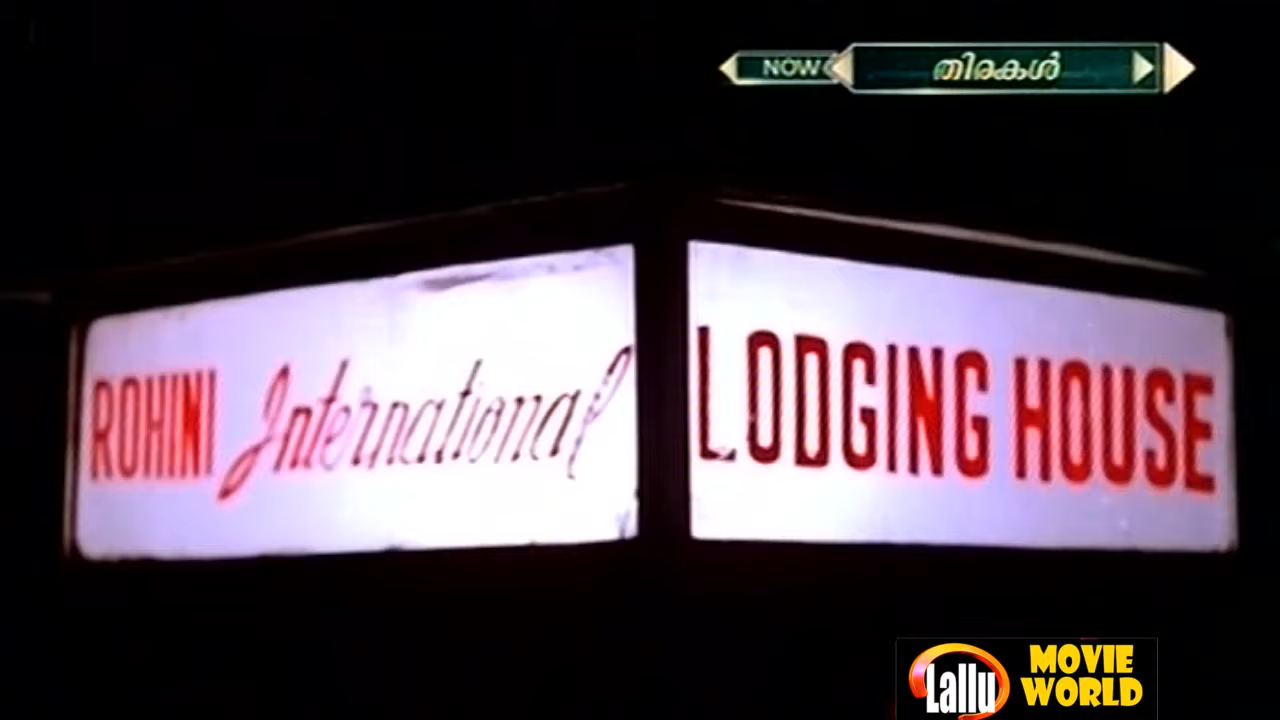 NOW തിരകൾ
ROHINI International LODGING HOUSE
Lallu MOVIE WORLD